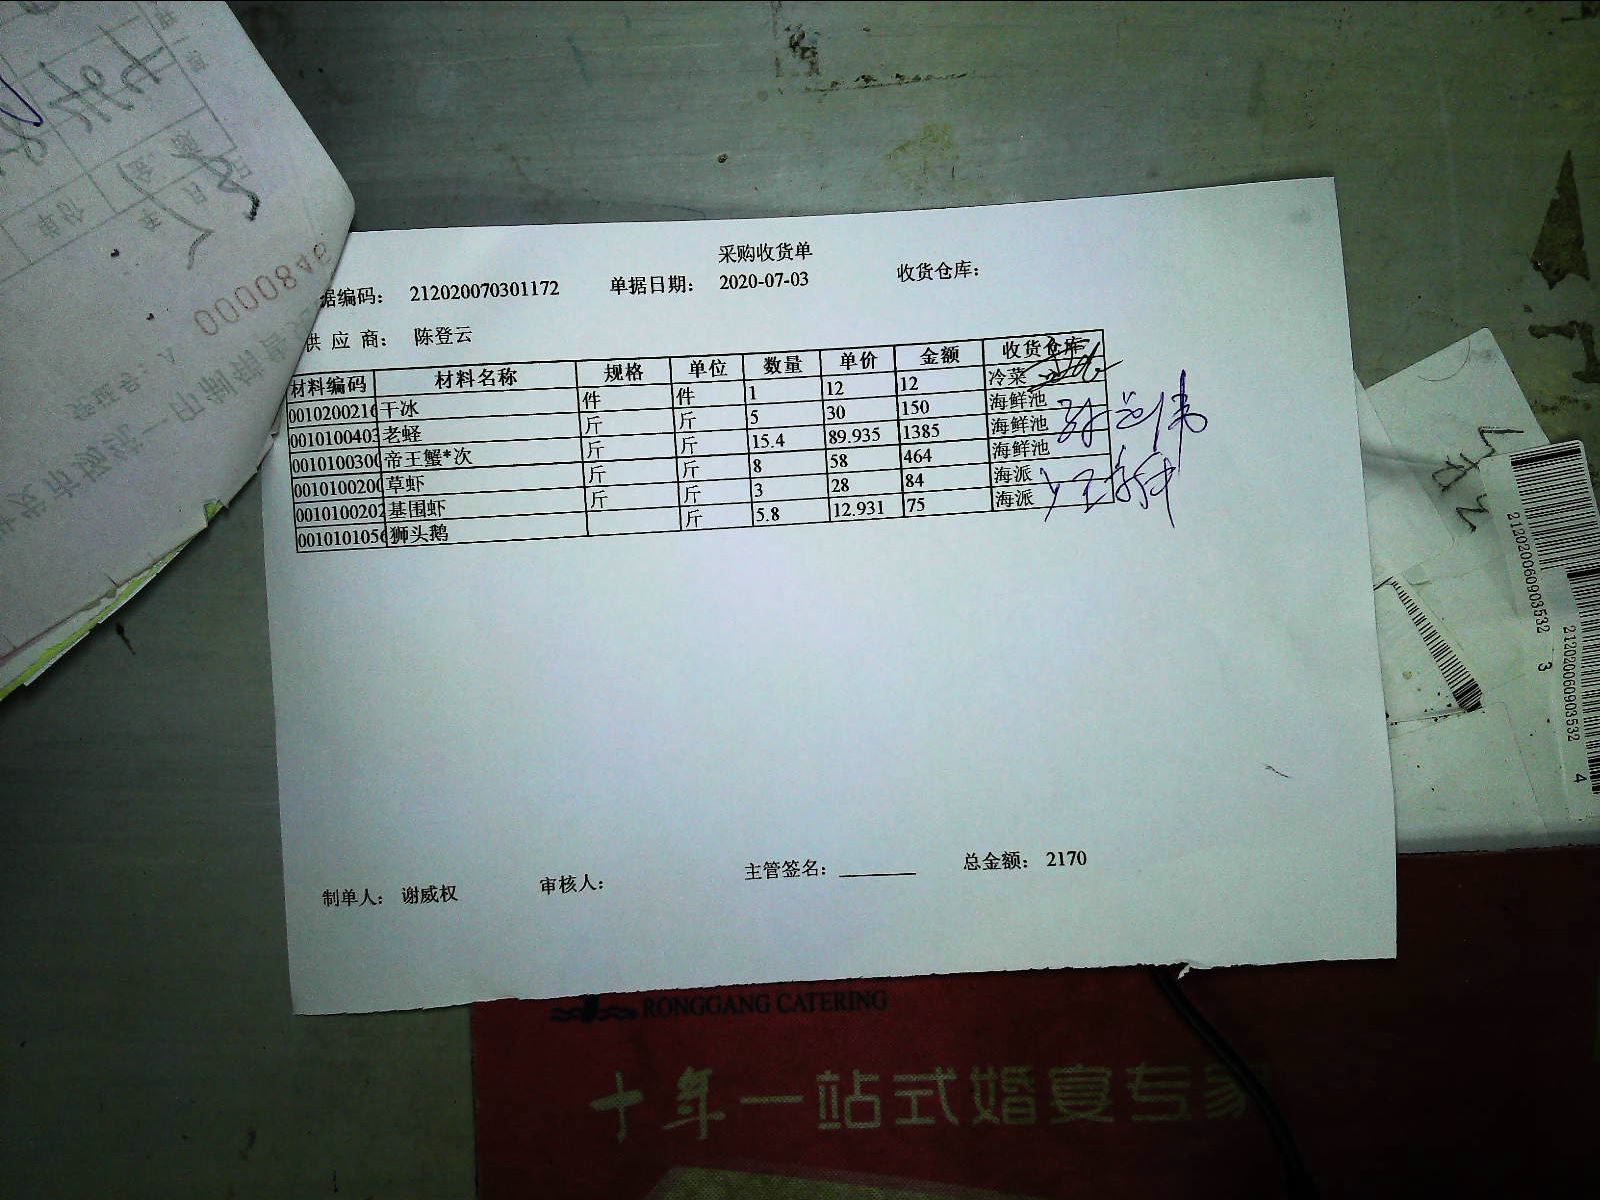 采购收货单
据编码： 212020070301172 单据日期： 2020-07-03 收货仓库：
供 应 商： 陈登云
材料编码 材料名称 规格 单位 数量 单价 金额 收货仓库
001020021 干冰 件 件 1 12 12 冷菜
001010040 老蛏 斤 斤 5 30 150 海鲜池
001010030 帝王蟹*次 斤 斤 15.4 89.935 1385 海鲜池
001010020 草虾 斤 斤 8 58 464 海鲜池
001010020 基围虾 斤 斤 3 28 84 海派
001010105 狮头鹅 斤 5.8 12.931 75 海派
制单人： 谢威权 审核人： 主管签名： 总金额： 2170
0000846
212020060903532 3
212020060903532 4
RONGGANG CATERING
十年一站式婚宴专家